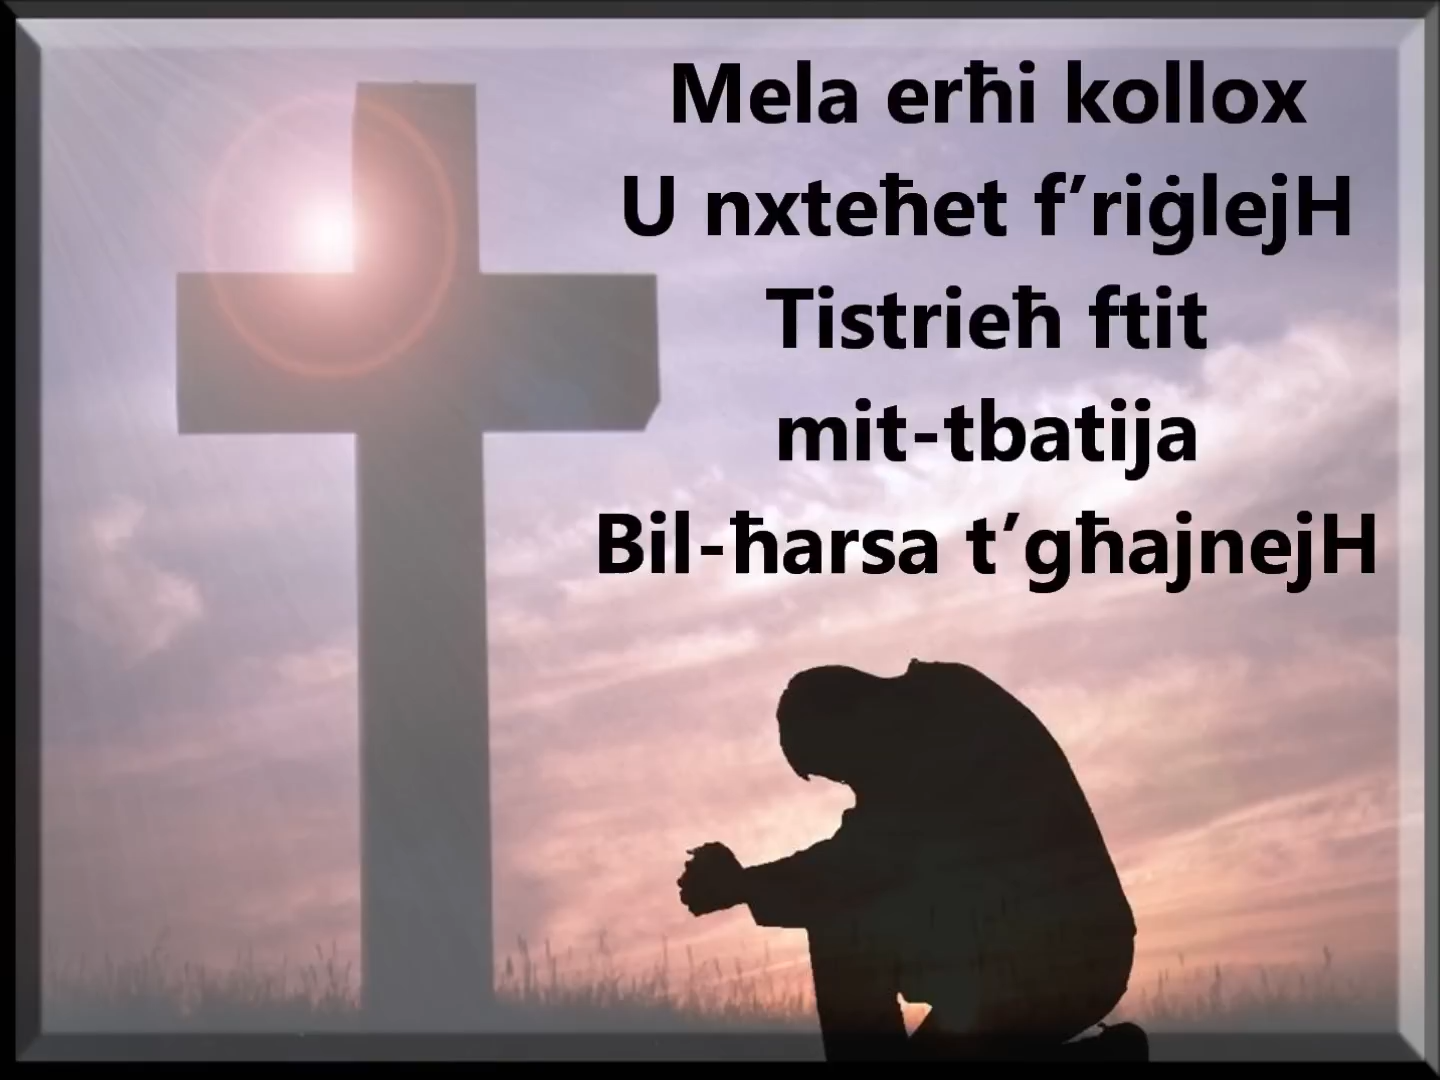 Mela erħi kollox
U nxteħet f’riġlejH
Tistrieħ ftit
mit-tbatija
Bil-ħarsa t’għajnejH